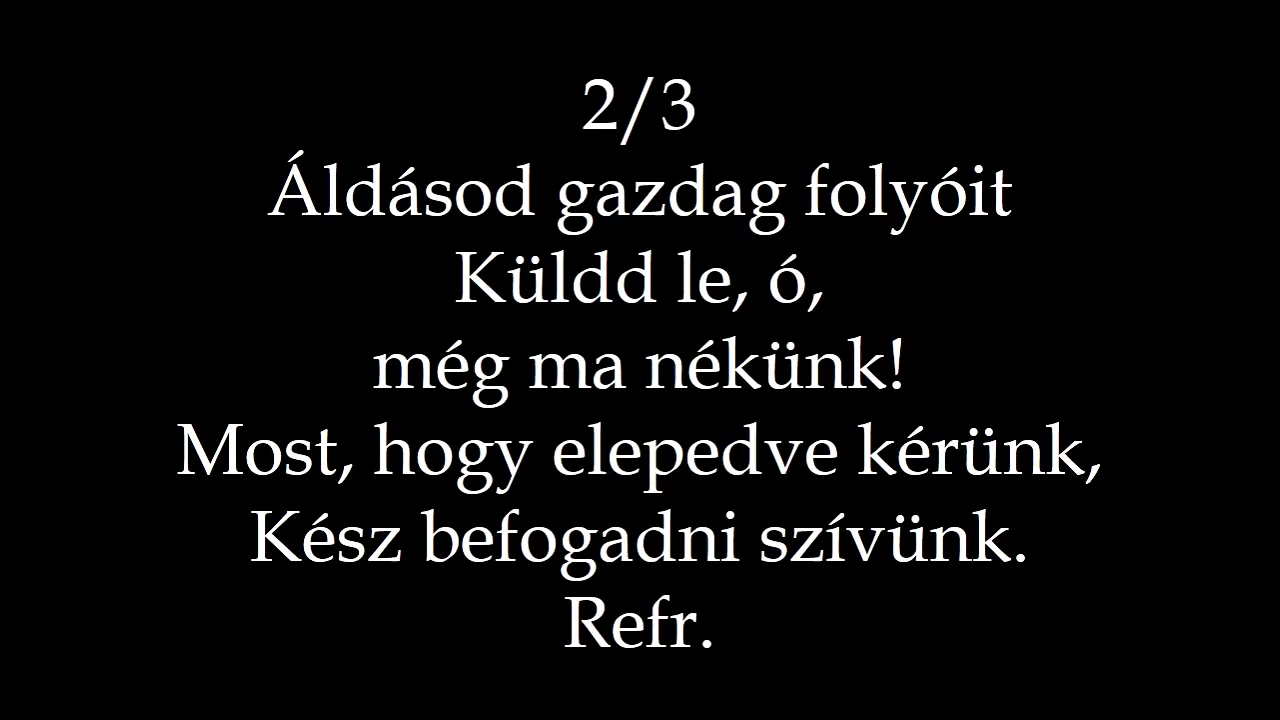 2/3
Áldásod gazdag folyóit
Küldd le, ó,
még ma nékünk!
Most, hogy elepedve kérünk,
Kész befogadni szívünk.
Refr.